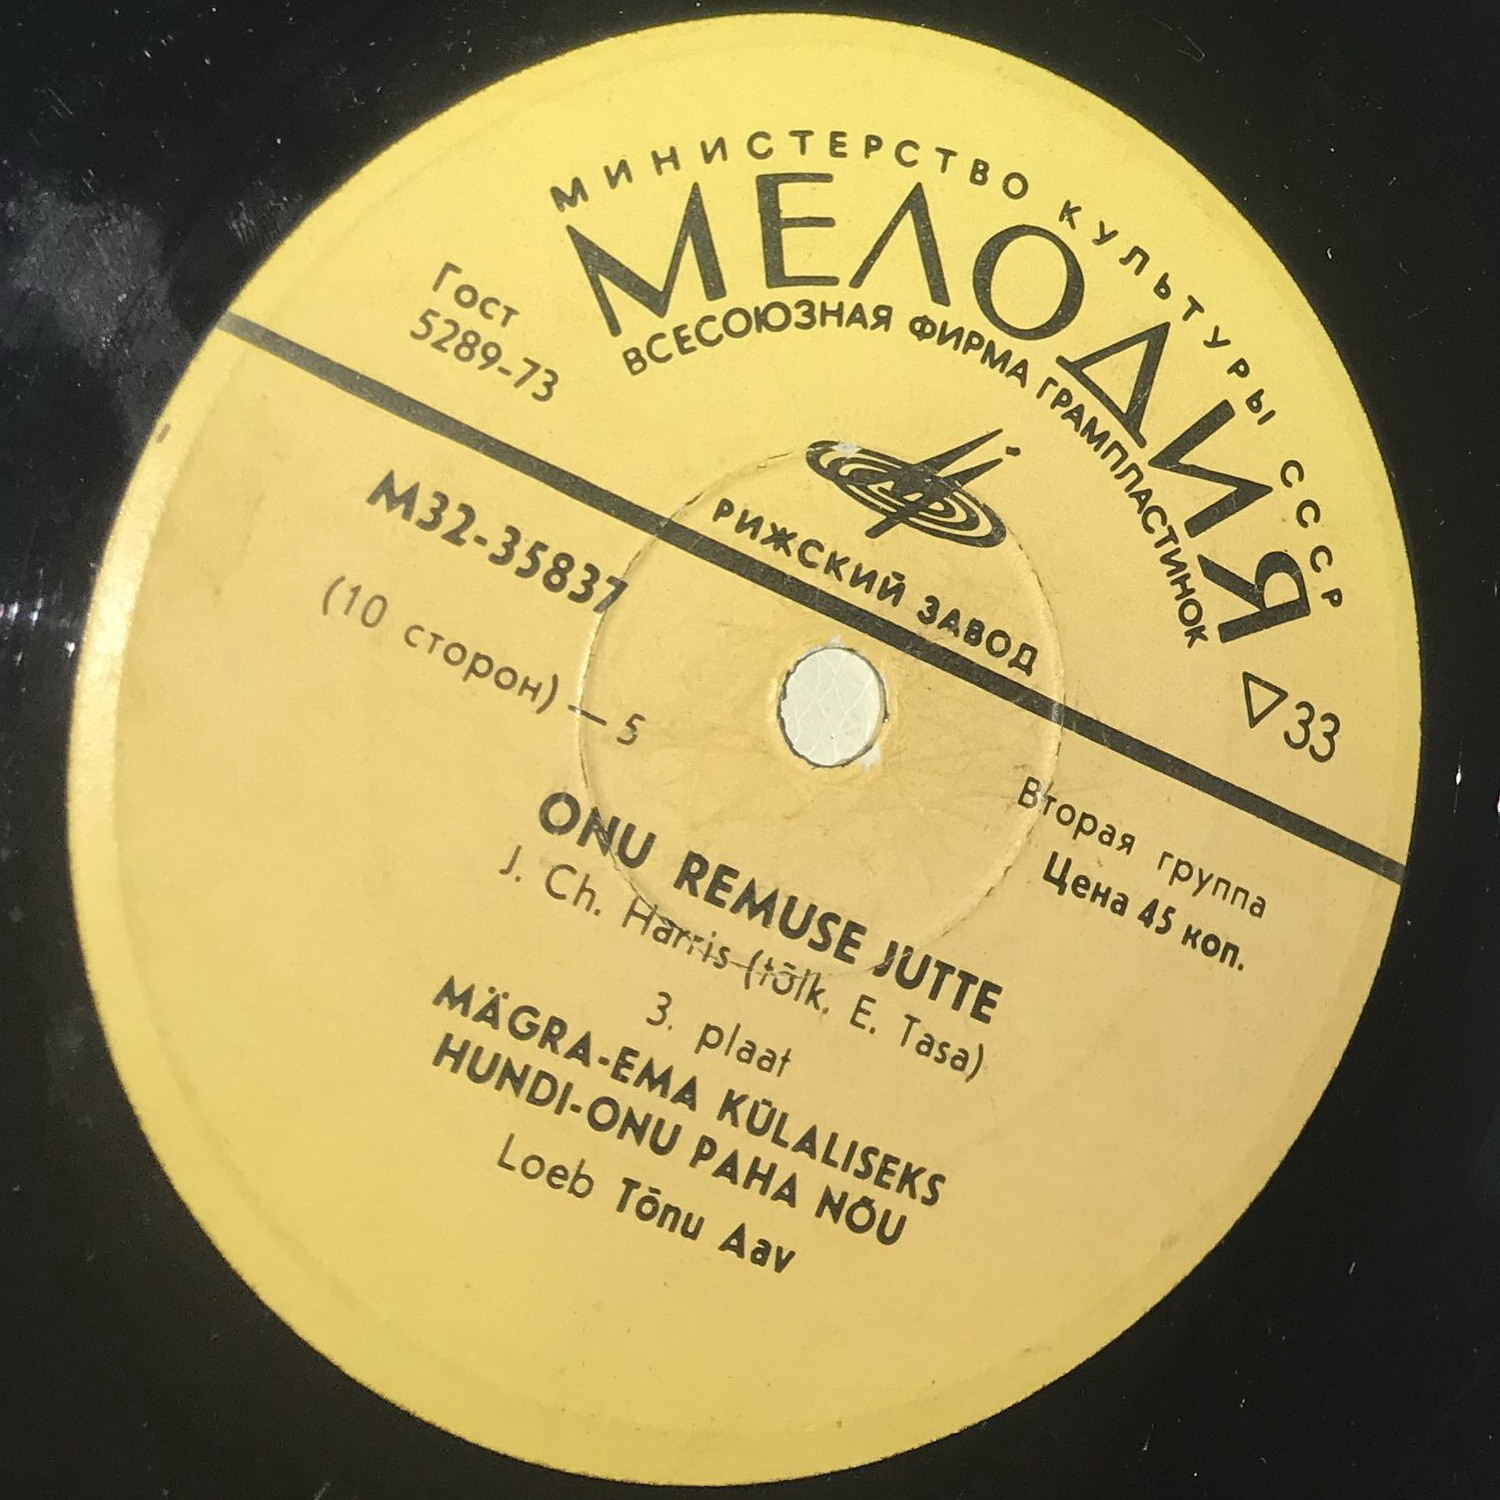 МИНИСТЕРСТВО КУЛЬТУРЫ СССР
МЕЛОДИЯ
ВСЕСОЮЗНАЯ ФИРМА ГРАМПЛАСТИНОК
Гост
5289-73
РИЖСКИЙ ЗАВОД
▽33
М32-35837
(10 сторон) — 5
Вторая группа
Цена 45 коп.
ONU REMUSE JUTTE
J. Ch. Harris (tõlk. E. Tasa)
3. plaat
MÄGRA-EMA KÜLALISEKS
HUNDI-ONU PAHA NÕU
Loeb Tõnu Aav